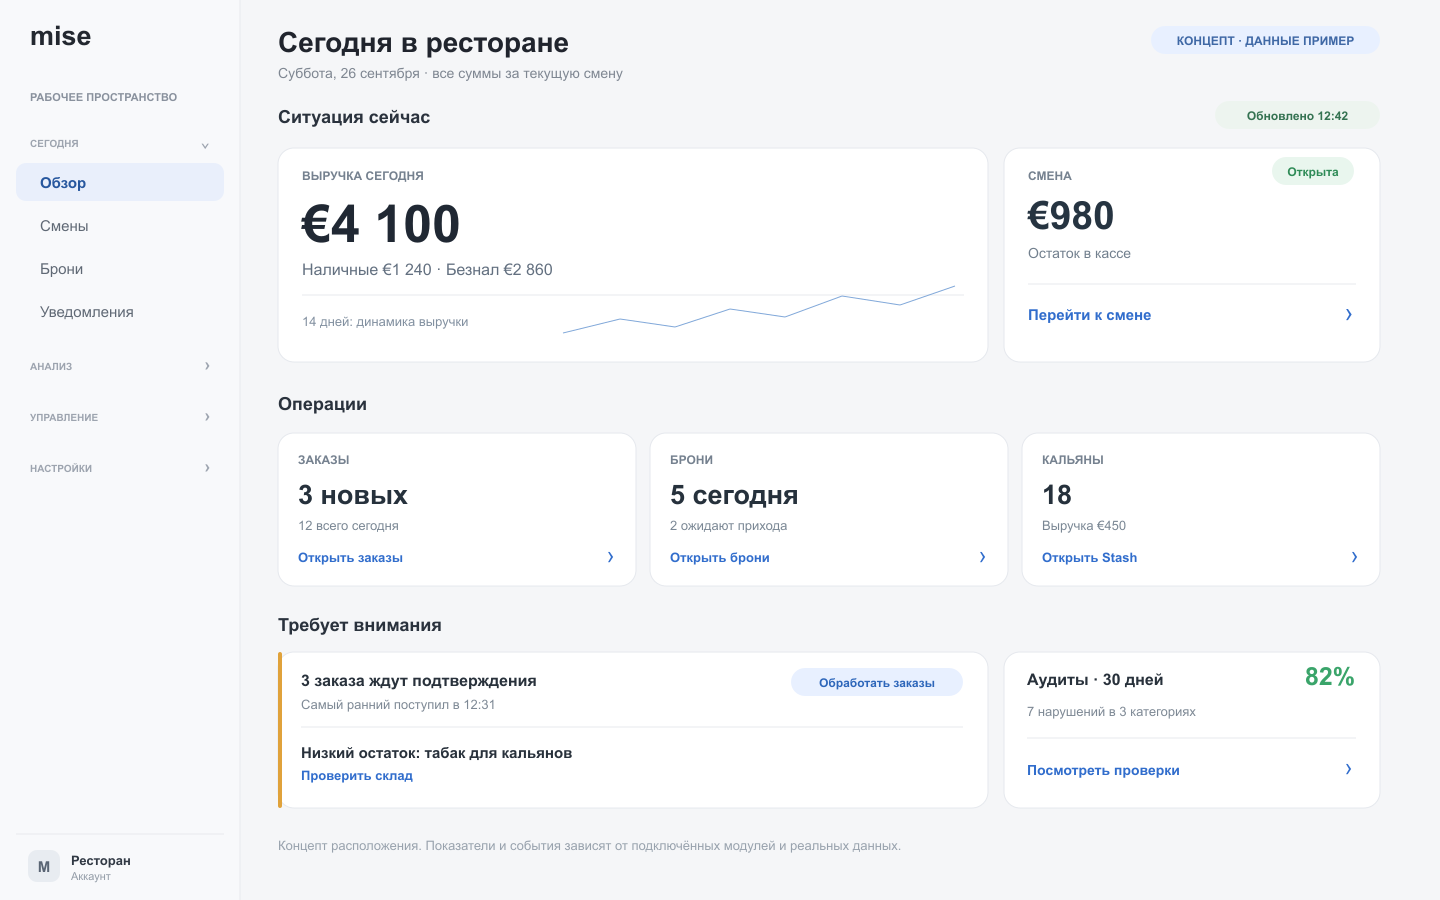 mise
РАБОЧЕЕ ПРОСТРАНСТВО
СЕГОДНЯ
Обзор
Смены
Брони
Уведомления
АНАЛИЗ
УПРАВЛЕНИЕ
НАСТРОЙКИ
М
Ресторан
Аккаунт
Сегодня в ресторане
КОНЦЕПТ · ДАННЫЕ ПРИМЕР
Суббота, 26 сентября · все суммы за текущую смену
Ситуация сейчас
Обновлено 12:42
ВЫРУЧКА СЕГОДНЯ
€4 100
Наличные €1 240 · Безнал €2 860
14 дней: динамика выручки
СМЕНА
Открыта
€980
Остаток в кассе
Перейти к смене
Операции
ЗАКАЗЫ
3 новых
12 всего сегодня
Открыть заказы
БРОНИ
5 сегодня
2 ожидают прихода
Открыть брони
КАЛЬЯНЫ
18
Выручка €450
Открыть Stash
Требует внимания
3 заказа ждут подтверждения
Обработать заказы
Самый ранний поступил в 12:31
Низкий остаток: табак для кальянов
Проверить склад
Аудиты · 30 дней
82%
7 нарушений в 3 категориях
Посмотреть проверки
Концепт расположения. Показатели и события зависят от подключённых модулей и реальных данных.